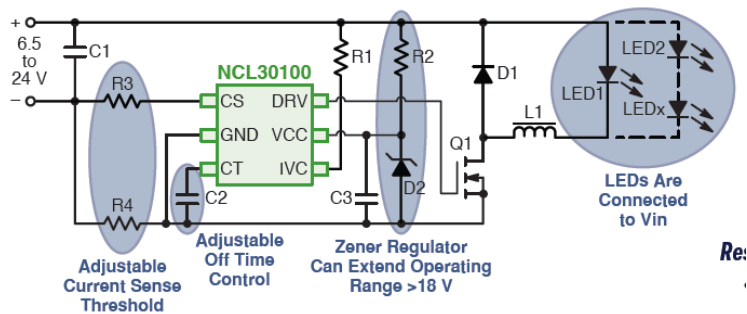 +
6.5
to
24 V
−
C1
R3
R4
NCL30100
CS
DRV
GND
VCC
CT
IVC
C2
R1
R2
C3
D2
D1
Q1
L1
LED1
LED2
LEDx
LEDs Are
Connected
to Vin
Adjustable
Current Sense
Threshold
Adjustable
Off Time
Control
Zener Regulator
Can Extend Operating
Range >18 V
Res